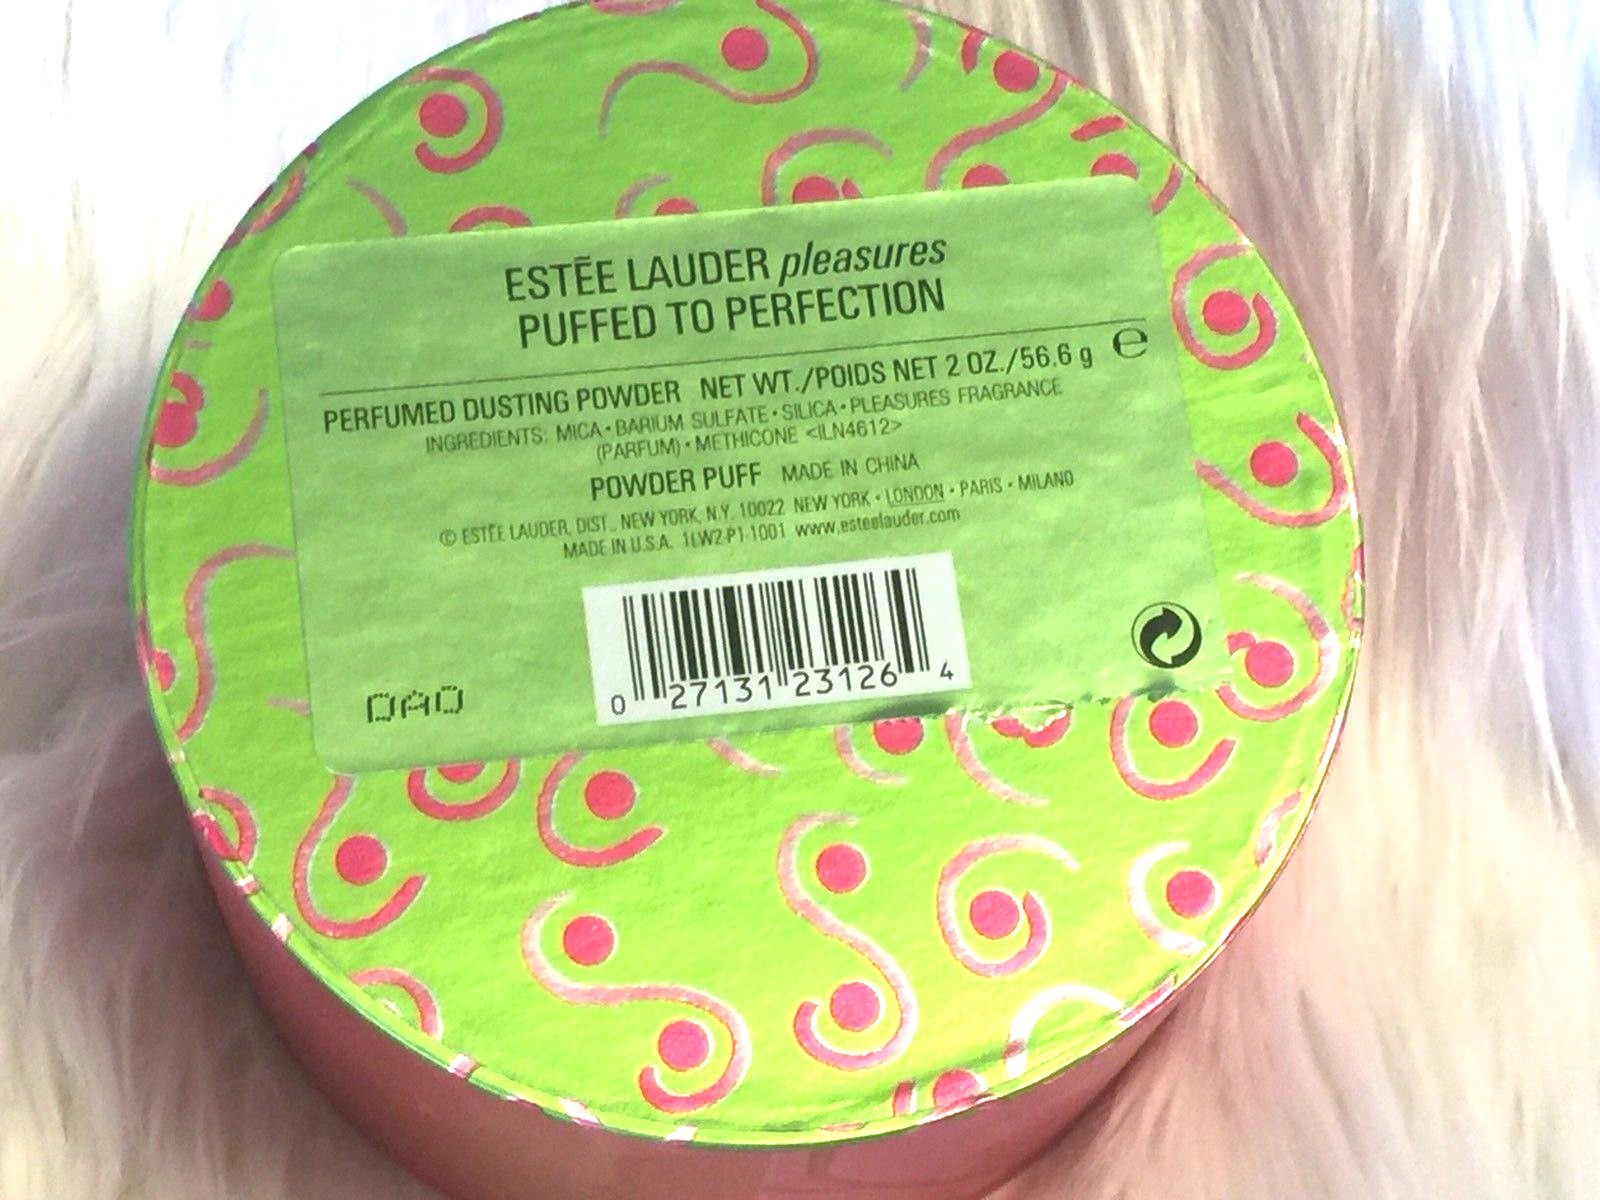 ESTĒE LAUDER pleasures
PUFFED TO PERFECTION
PERFUMED DUSTING POWDER NET WT./POIDS NET 2 OZ./56.6 g ℮
INGREDIENTS: MICA • BARIUM SULFATE • SILICA • PLEASURES FRAGRANCE
(PARFUM) • METHICONE <ILN4612>
POWDER PUFF MADE IN CHINA
© ESTĒE LAUDER, DIST., NEW YORK, N.Y. 10022 NEW YORK • LONDON • PARIS • MILANO
MADE IN U.S.A. 1LW2-P1-1001 www.esteelauder.com
0 27131 23126 4
DA0